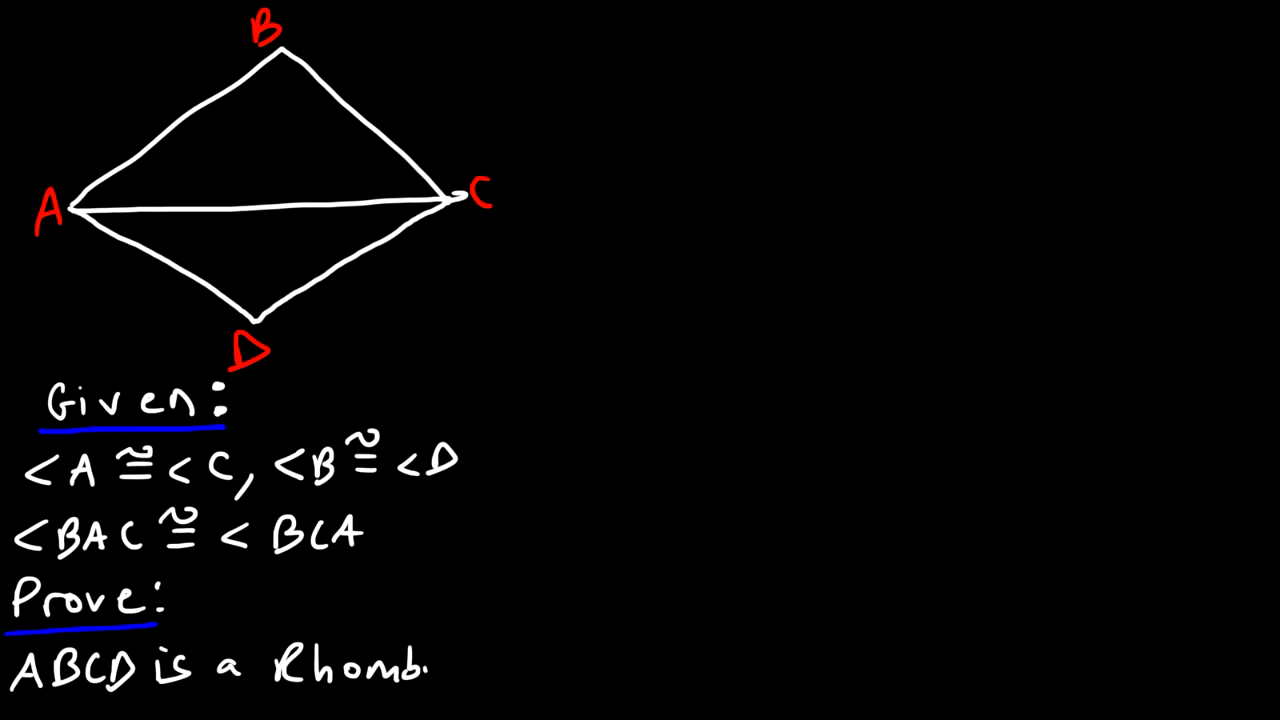 B
A
C
D
Given:
<A ≅ <C, <B ≅ <D
<BAC ≅ <BCA
Prove:
ABCD is a Rhomb.